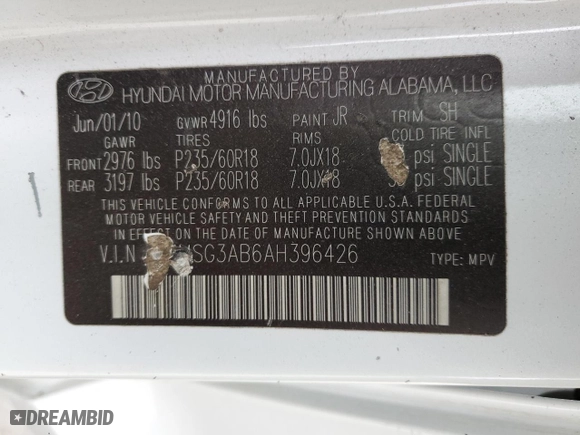 MANUFACTURED BY
HYUNDAI MOTOR MANUFACTURING ALABAMA, LLC
Jun/01/10 GVWR 4916 lbs PAINT JR TRIM SH
GAWR TIRES RIMS COLD TIRE INFL
FRONT 2976 lbs P235/60R18 7.0JX18 psi SINGLE
REAR 3197 lbs P235/60R18 7.0JX18 psi SINGLE
THIS VEHICLE CONFORMS TO ALL APPLICABLE U.S.A. FEDERAL
MOTOR VEHICLE SAFETY AND THEFT PREVENTION STANDARDS
IN EFFECT ON THE DATE OF MANUFACTURE SHOWN ABOVE.
V.I.N SG3AB6AH396426 TYPE: MPV
DREAMBID